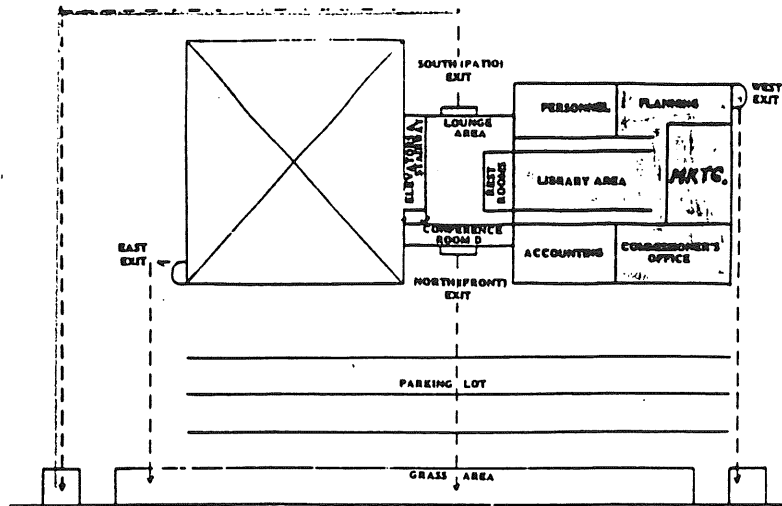 SOUTH (PATIO)
EXIT
WEST
EXIT
PERSONNEL
PLANNING
LOUNGE
AREA
ELEVATORS &
STAIRWAY
REST
ROOMS
LIBRARY AREA
MKTG.
CONFERENCE
ROOM D
EAST
EXIT
ACCOUNTING
COMMISSIONER'S
OFFICE
NORTH (FRONT)
EXIT
PARKING LOT
GRASS AREA